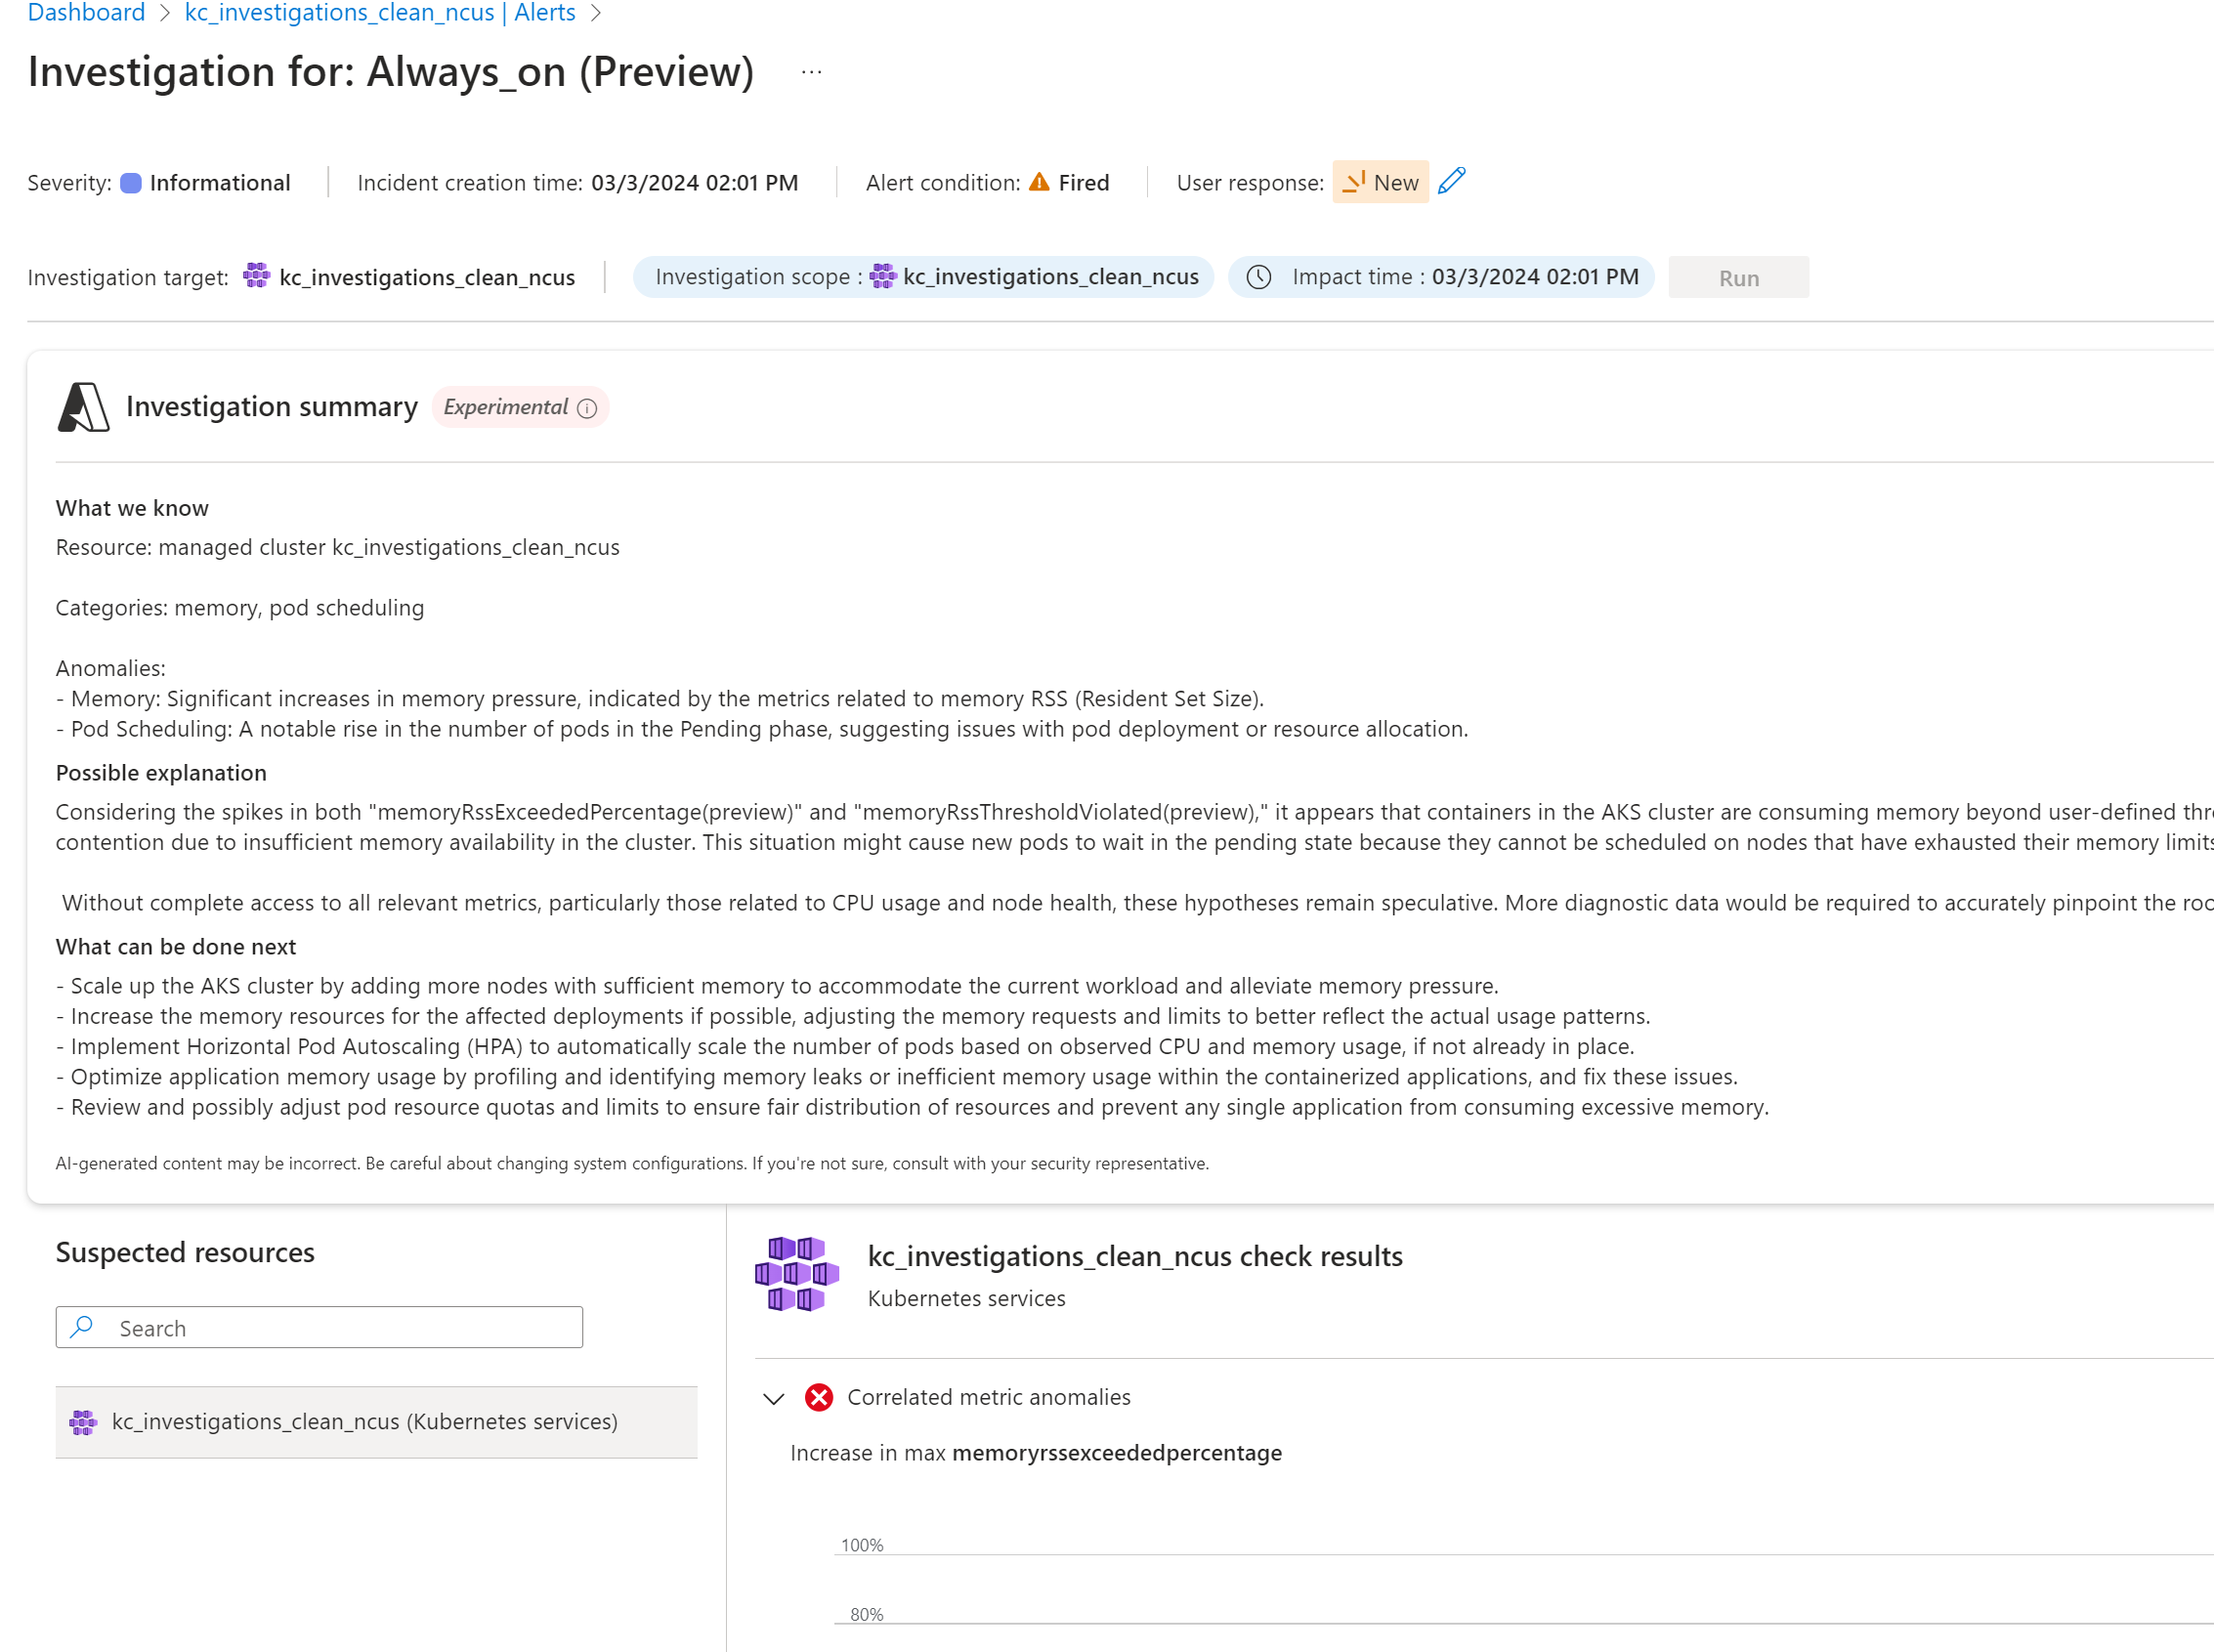 Dashboard > kc_investigations_clean_ncus | Alerts >
Investigation for: Always_on (Preview) ...
Severity: Informational Incident creation time: 03/3/2024 02:01 PM Alert condition: Fired User response: New
Investigation target: kc_investigations_clean_ncus Investigation scope : kc_investigations_clean_ncus Impact time : 03/3/2024 02:01 PM Run
Investigation summary Experimental
What we know
Resource: managed cluster kc_investigations_clean_ncus
Categories: memory, pod scheduling
Anomalies:
- Memory: Significant increases in memory pressure, indicated by the metrics related to memory RSS (Resident Set Size).
- Pod Scheduling: A notable rise in the number of pods in the Pending phase, suggesting issues with pod deployment or resource allocation.
Possible explanation
Considering the spikes in both "memoryRssExceededPercentage(preview)" and "memoryRssThresholdViolated(preview)," it appears that containers in the AKS cluster are consuming memory beyond user-defined
contention due to insufficient memory availability in the cluster. This situation might cause new pods to wait in the pending state because they cannot be scheduled on nodes that have exhausted their memory limits
Without complete access to all relevant metrics, particularly those related to CPU usage and node health, these hypotheses remain speculative. More diagnostic data would be required to accurately pinpoint the
What can be done next
- Scale up the AKS cluster by adding more nodes with sufficient memory to accommodate the current workload and alleviate memory pressure.
- Increase the memory resources for the affected deployments if possible, adjusting the memory requests and limits to better reflect the actual usage patterns.
- Implement Horizontal Pod Autoscaling (HPA) to automatically scale the number of pods based on observed CPU and memory usage, if not already in place.
- Optimize application memory usage by profiling and identifying memory leaks or inefficient memory usage within the containerized applications, and fix these issues.
- Review and possibly adjust pod resource quotas and limits to ensure fair distribution of resources and prevent any single application from consuming excessive memory.
AI-generated content may be incorrect. Be careful about changing system configurations. If you're not sure, consult with your security representative.
Suspected resources
Search
kc_investigations_clean_ncus (Kubernetes services)
kc_investigations_clean_ncus check results
Kubernetes services
Correlated metric anomalies
Increase in max memoryrssexceededpercentage
100%
80%